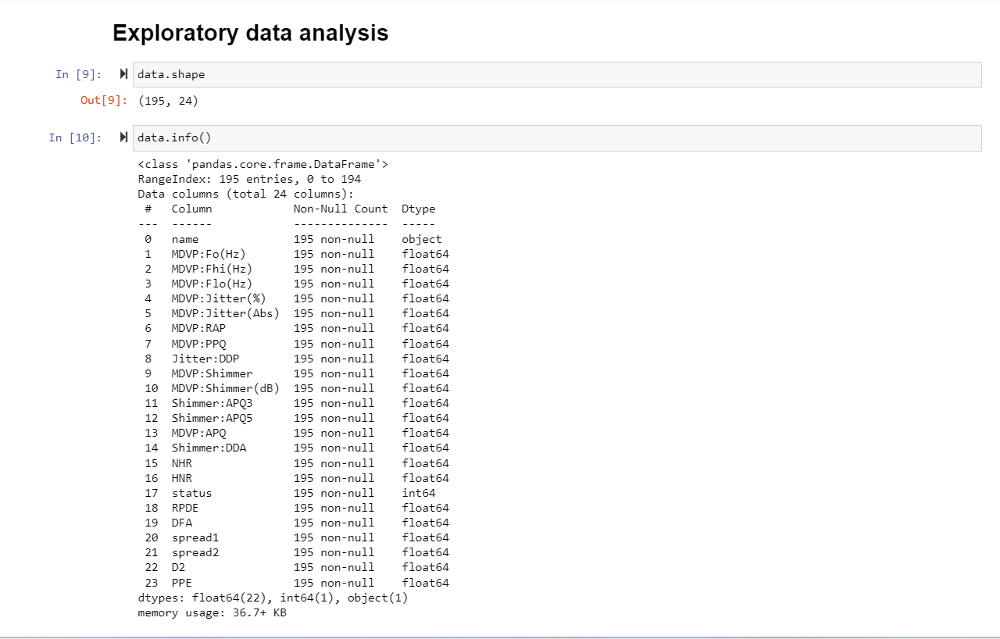 Exploratory data analysis
In [9]: data.shape
Out[9]: (195, 24)
In [10]: data.info()
<class 'pandas.core.frame.DataFrame'>
RangeIndex: 195 entries, 0 to 194
Data columns (total 24 columns):
 #   Column            Non-Null Count  Dtype
---  ------            --------------  -----
 0   name              195 non-null    object
 1   MDVP:Fo(Hz)       195 non-null    float64
 2   MDVP:Fhi(Hz)      195 non-null    float64
 3   MDVP:Flo(Hz)      195 non-null    float64
 4   MDVP:Jitter(%)    195 non-null    float64
 5   MDVP:Jitter(Abs)  195 non-null    float64
 6   MDVP:RAP          195 non-null    float64
 7   MDVP:PPQ          195 non-null    float64
 8   Jitter:DDP        195 non-null    float64
 9   MDVP:Shimmer      195 non-null    float64
 10  MDVP:Shimmer(dB)  195 non-null    float64
 11  Shimmer:APQ3      195 non-null    float64
 12  Shimmer:APQ5      195 non-null    float64
 13  MDVP:APQ          195 non-null    float64
 14  Shimmer:DDA       195 non-null    float64
 15  NHR               195 non-null    float64
 16  HNR               195 non-null    float64
 17  status            195 non-null    int64
 18  RPDE              195 non-null    float64
 19  DFA               195 non-null    float64
 20  spread1           195 non-null    float64
 21  spread2           195 non-null    float64
 22  D2                195 non-null    float64
 23  PPE               195 non-null    float64
dtypes: float64(22), int64(1), object(1)
memory usage: 36.7+ KB